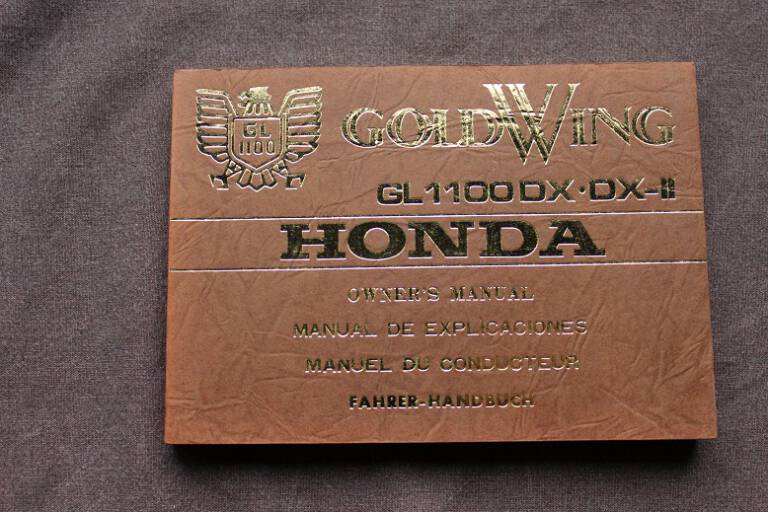 GL
1100
GOLDWING
GL1100DX·DX-II
HONDA
OWNER'S MANUAL
MANUAL DE EXPLICACIONES
MANUEL DU CONDUCTEUR
FAHRER-HANDBUCH